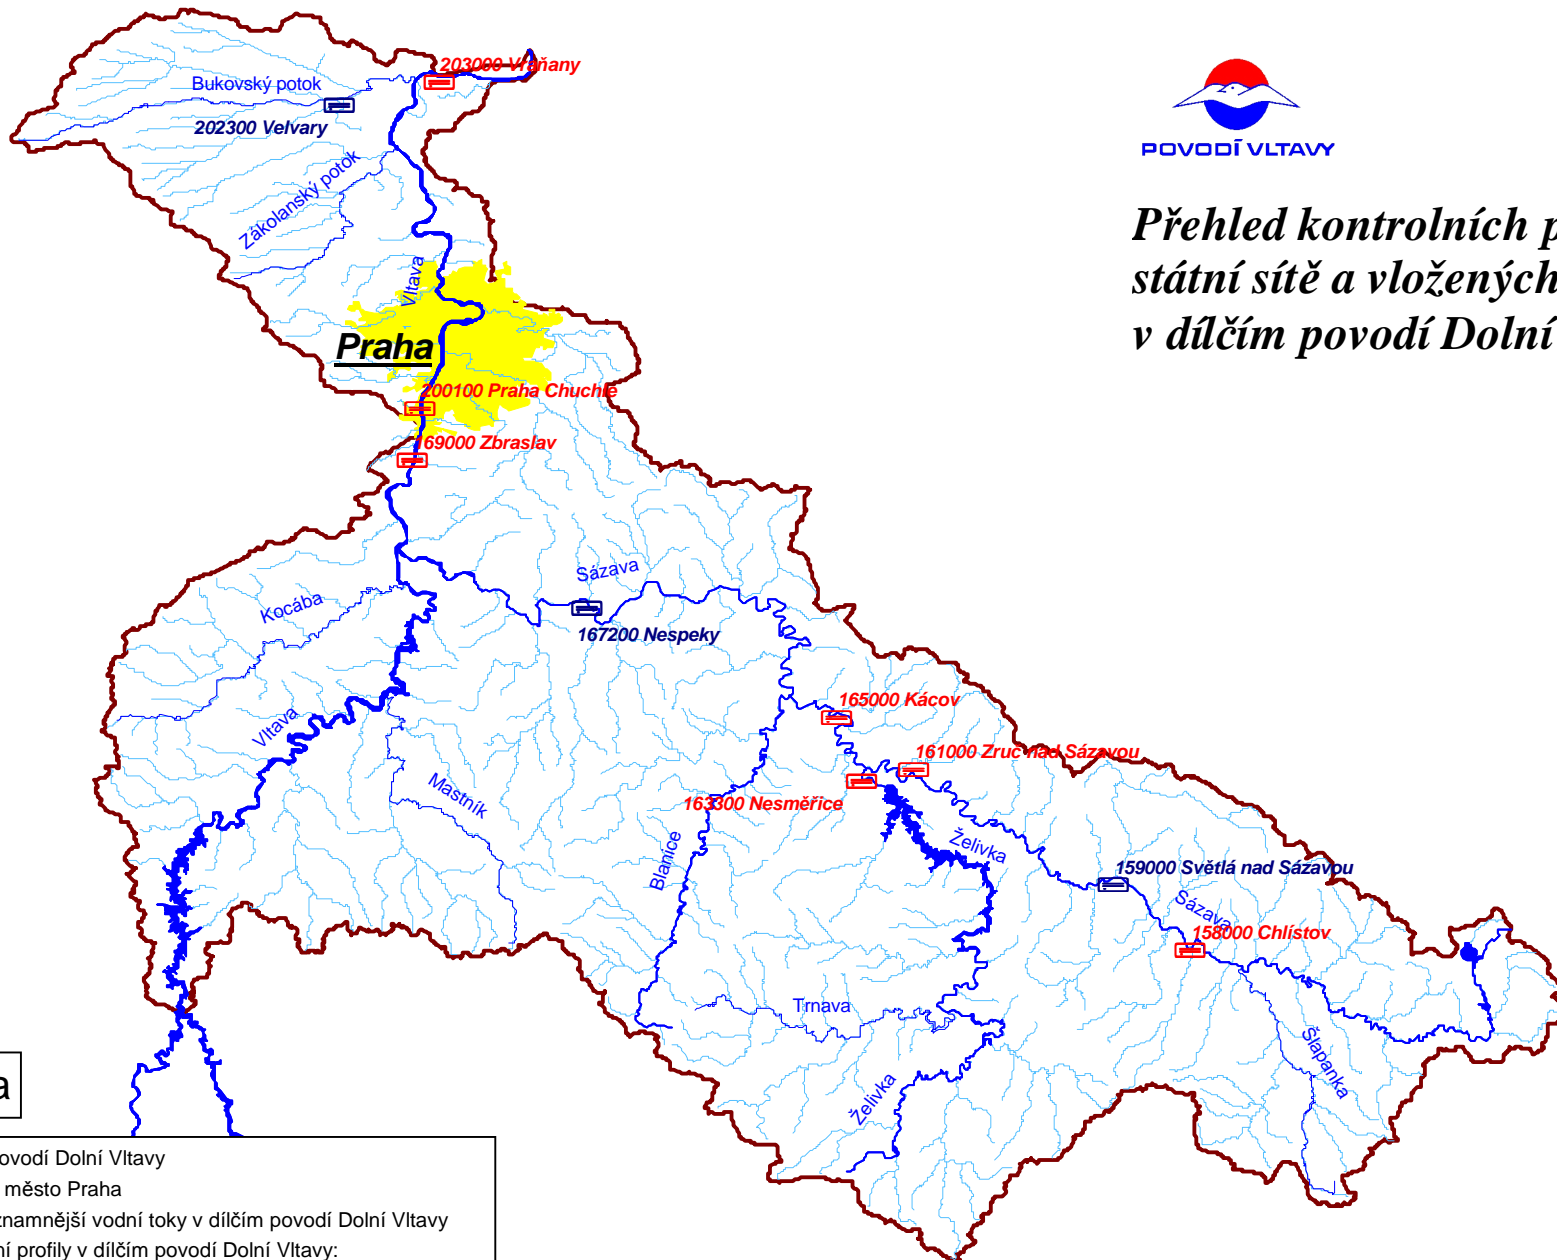 203000 Vraňany
Bukovský potok
202300 Velvary
Zákolanský potok
Vltava
Praha
200100 Praha Chuchle
169000 Zbraslav
POVODÍ VLTAVY
Přehled kontrolních
státní sítě a vložených
v dílčím povodí Dolní
Sázava
Kocába
167200 Nespeky
165000 Kácov
Vltava
161000 Zruč nad Sázavou
Mastník
163300 Nesměřice
Blanice
Želivka
159000 Světlá nad Sázavou
Sázava
158000 Chlístov
Trnava
Šlapanka
Želivka
a
povodí Dolní Vltavy
město Praha
znamnější vodní toky v dílčím povodí Dolní Vltavy
ní profily v dílčím povodí Dolní Vltavy: